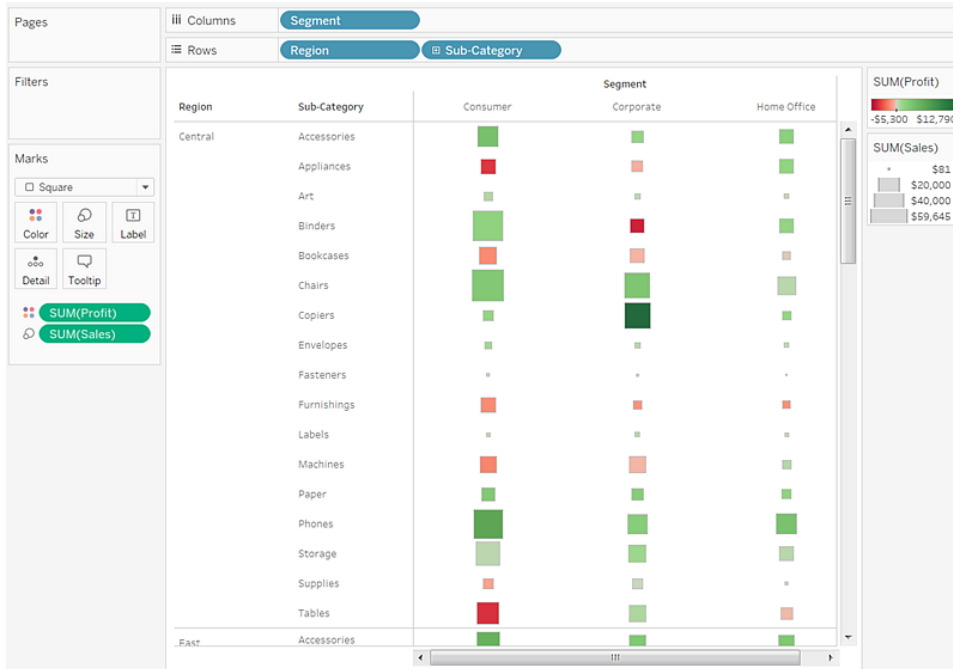 Pages
Columns Segment
Rows Region Sub-Category
Filters
Marks
Square
Color Size Label
Detail Tooltip
SUM(Profit)
SUM(Sales)
Segment
Region Sub-Category Consumer Corporate Home Office
Central Accessories
Appliances
Art
Binders
Bookcases
Chairs
Copiers
Envelopes
Fasteners
Furnishings
Labels
Machines
Paper
Phones
Storage
Supplies
Tables
East Accessories
SUM(Profit)
-$5,300 $12,790
SUM(Sales)
$81
$20,000
$40,000
$59,645